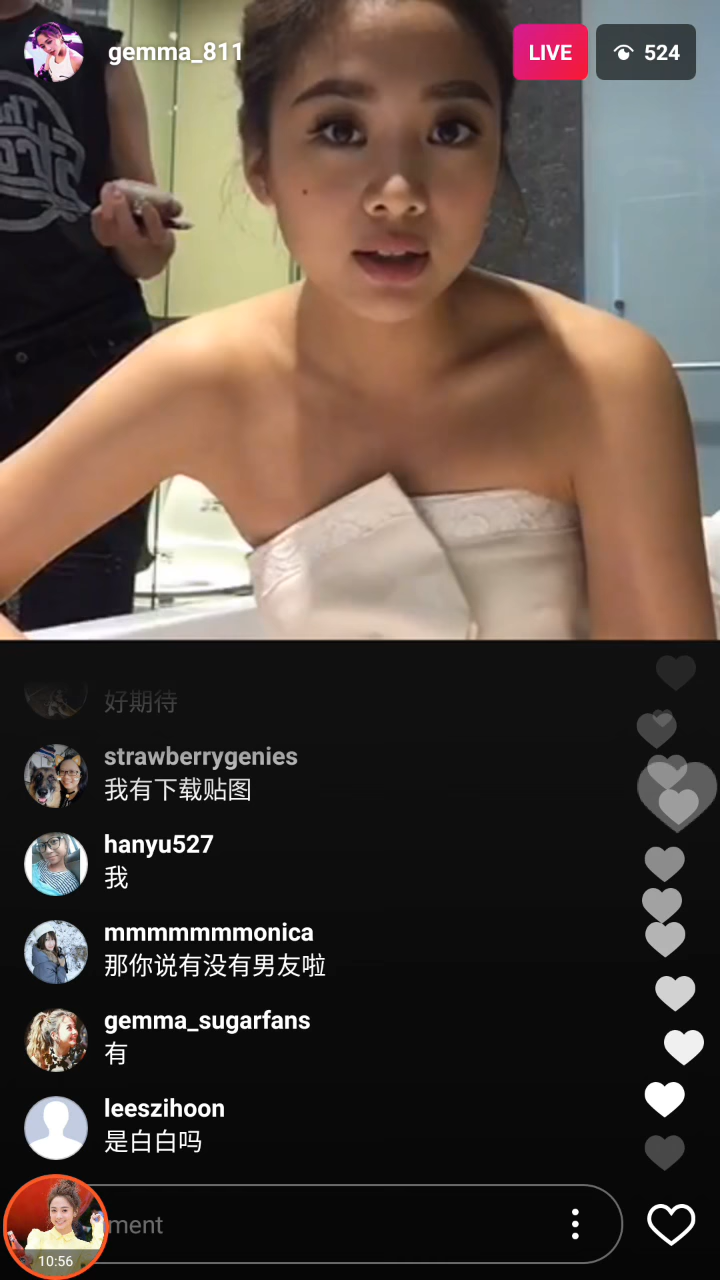 gemma_811
LIVE
524
好期待
strawberrygenies
我有下载贴图
hanyu527
我
mmmmmmmonica
那你说有没有男友啦
gemma_sugarfans
有
leeszihoon
是白白吗
ment
10:56